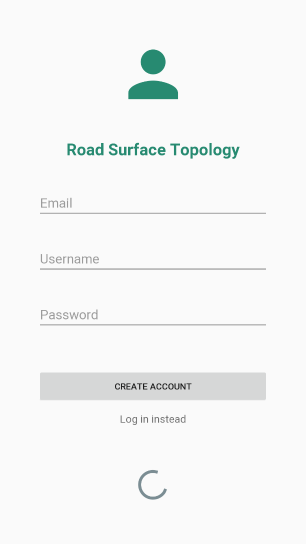 Road Surface Topology
Email
Username
Password
CREATE ACCOUNT
Log in instead